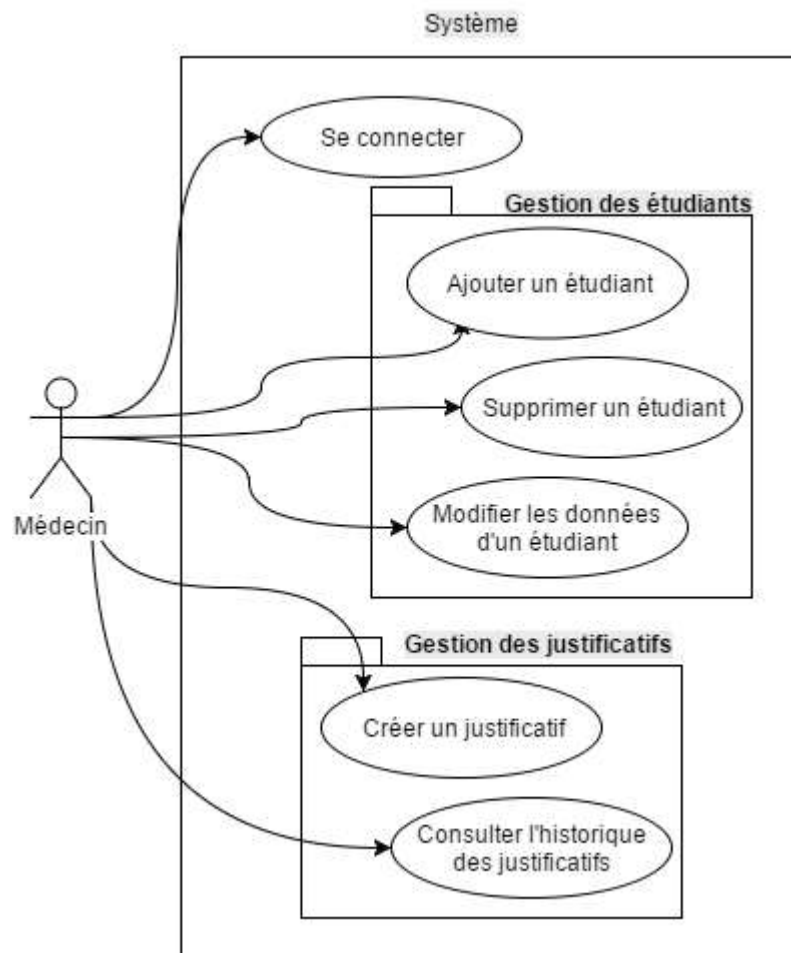 Système
Se connecter
Gestion des étudiants
Ajouter un étudiant
Supprimer un étudiant
Médecin
Modifier les données
d'un étudiant
Gestion des justificatifs
Créer un justificatif
Consulter l'historique
des justificatifs